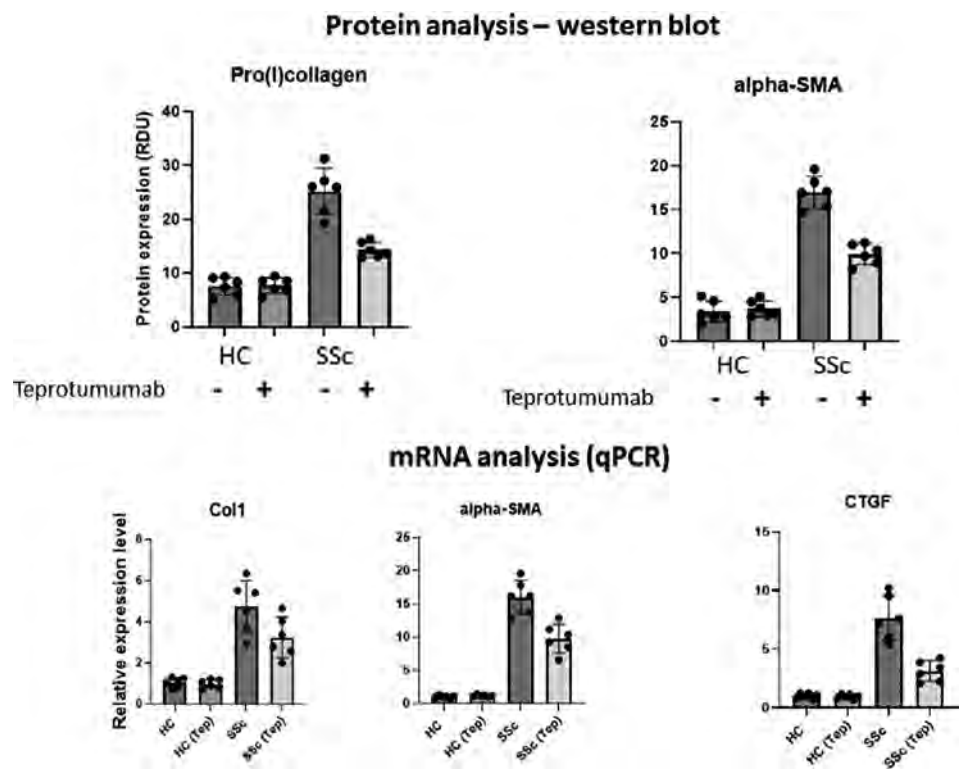 Protein analysis – western blot
Pro(I)collagen
Protein expression (RDU)
40
30
20
10
0
HC SSc
Teprotumumab - + - +
alpha-SMA
25
20
15
10
5
0
HC SSc
Teprotumumab - + - +
mRNA analysis (qPCR)
Col1
Relative expression level
8
6
4
2
0
HC
HC (Tep)
SSc
SSc (Tep)
alpha-SMA
25
20
15
10
5
0
HC
HC (Tep)
SSc
SSc (Tep)
CTGF
15
10
5
0
HC
HC (Tep)
SSc
SSc (Tep)